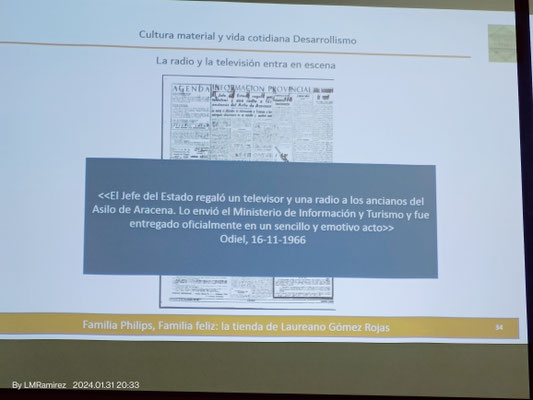 Cultura material y vida cotidiana Desarrollismo
La radio y la televisión entra en escena
AGENDA INFORMACION PROVINCIAL
<<El Jefe del Estado regaló un televisor y una radio a los ancianos del
Asilo de Aracena. Lo envió el Ministerio de Información y Turismo y fue
entregado oficialmente en un sencillo y emotivo acto>>
Odiel, 16-11-1966
Familia Philips, Familia feliz: la tienda de Laureano Gómez Rojas
34
By LMRamirez 2024.01.31 20:33